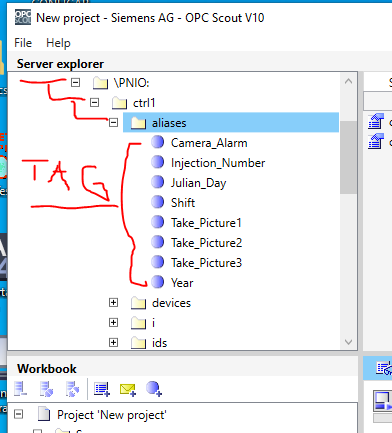 OPC
SCOUT
New project - Siemens AG - OPC Scout V10
File Help
Server explorer
\PNIO:
ctrl1
aliases
Camera_Alarm
Injection_Number
Julian_Day
Shift
Take_Picture1
Take_Picture2
Take_Picture3
Year
TAG
devices
i
ids
Workbook
Project 'New project'